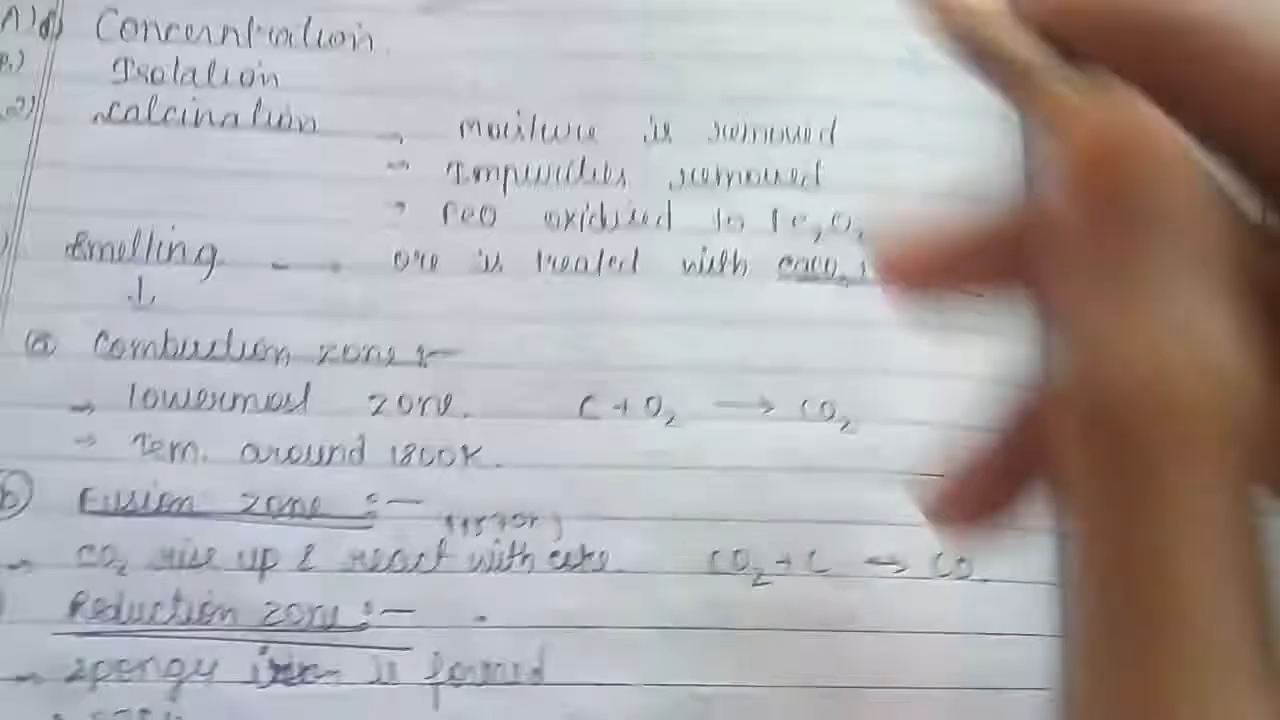 Concentration
Isolation
Calcination → moisture is removed
→ Impurities removed
→ FeO oxidised to Fe2O3
Smelting - → ore is treated with
↓
(a) Combustion zone :-
→ lowermost zone. C + O2 → CO2
→ Tem. around 1800K.
(b) Fusion zone :-
→ CO2 rise up & react with coke. CO2 + C → CO
Reduction zone :-
→ Spongy iron is formed